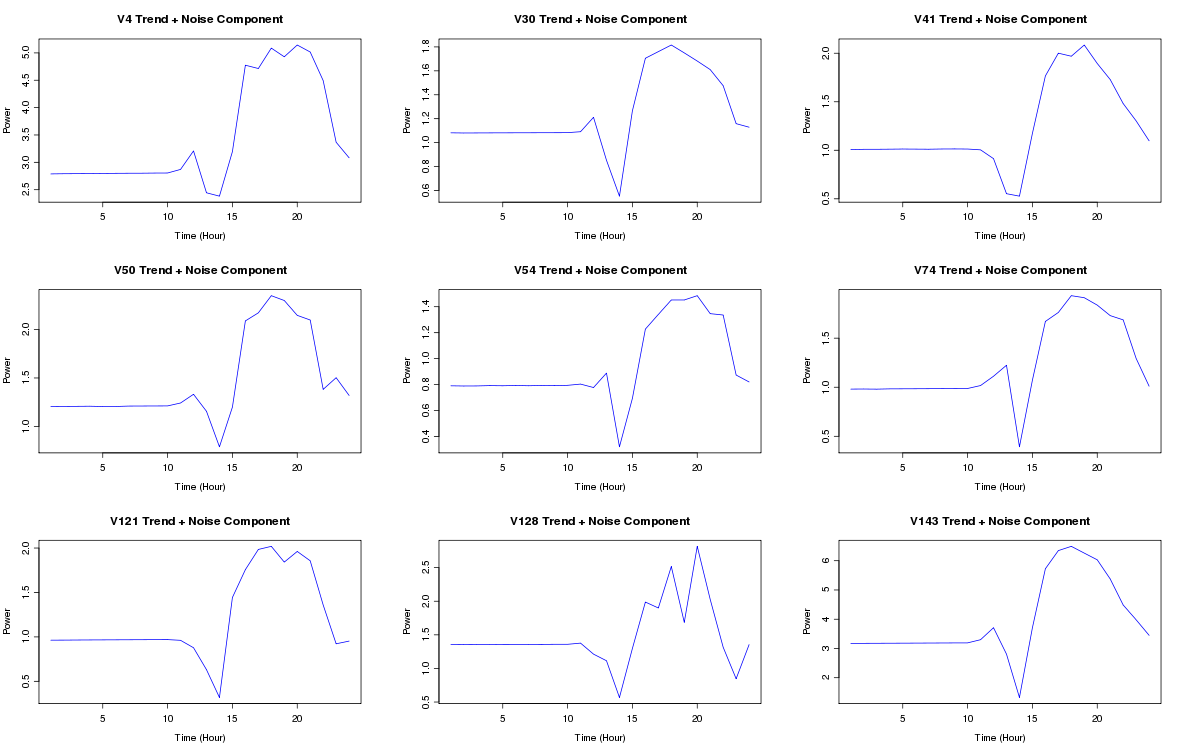 V4 Trend + Noise Component
V30 Trend + Noise Component
V41 Trend + Noise Component
Power
2.5 3.0 3.5 4.0 4.5 5.0
5 10 15 20
Time (Hour)
Power
0.6 0.8 1.0 1.2 1.4 1.6 1.8
5 10 15 20
Time (Hour)
Power
0.5 1.0 1.5 2.0
5 10 15 20
Time (Hour)
V50 Trend + Noise Component
V54 Trend + Noise Component
V74 Trend + Noise Component
Power
1.0 1.5 2.0
5 10 15 20
Time (Hour)
Power
0.4 0.6 0.8 1.0 1.2 1.4
5 10 15 20
Time (Hour)
Power
0.5 1.0 1.5
5 10 15 20
Time (Hour)
V121 Trend + Noise Component
V128 Trend + Noise Component
V143 Trend + Noise Component
Power
0.5 1.0 1.5 2.0
5 10 15 20
Time (Hour)
Power
0.5 1.0 1.5 2.0 2.5
5 10 15 20
Time (Hour)
Power
2 3 4 5 6
5 10 15 20
Time (Hour)